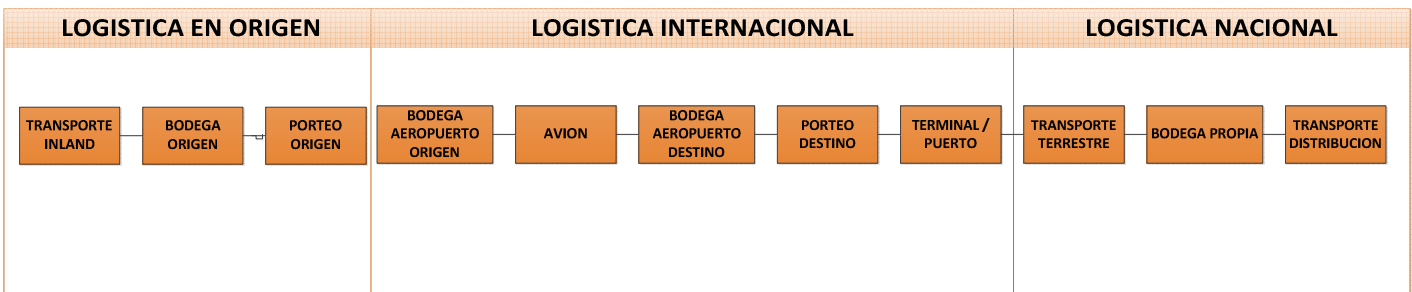 LOGISTICA EN ORIGEN
LOGISTICA INTERNACIONAL
LOGISTICA NACIONAL
TRANSPORTE
INLAND
BODEGA
ORIGEN
PORTEO
ORIGEN
BODEGA
AEROPUERTO
ORIGEN
AVION
BODEGA
AEROPUERTO
DESTINO
PORTEO
DESTINO
TERMINAL /
PUERTO
TRANSPORTE
TERRESTRE
BODEGA PROPIA
TRANSPORTE
DISTRIBUCION